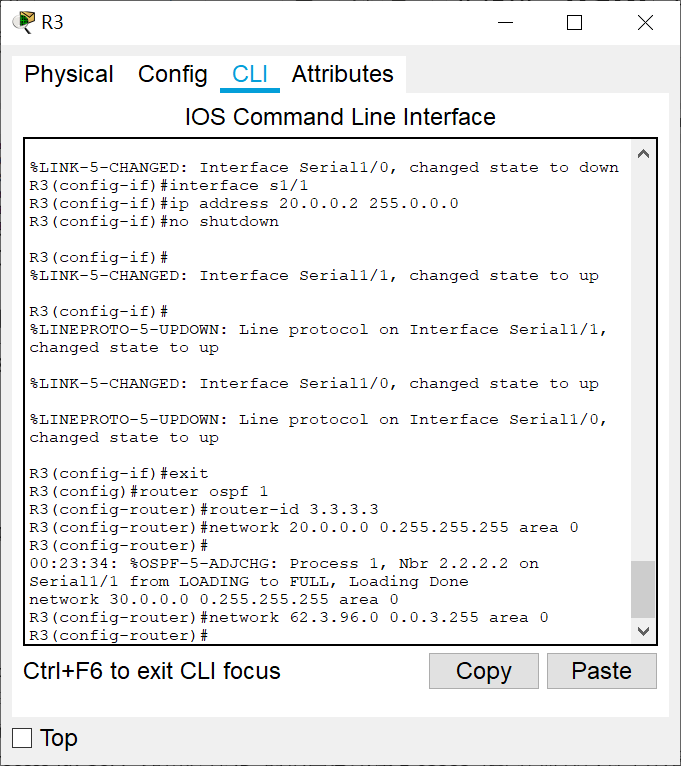 R3
Physical Config CLI Attributes
IOS Command Line Interface
%LINK-5-CHANGED: Interface Serial1/0, changed state to down
R3(config-if)#interface s1/1
R3(config-if)#ip address 20.0.0.2 255.0.0.0
R3(config-if)#no shutdown
R3(config-if)#
%LINK-5-CHANGED: Interface Serial1/1, changed state to up
R3(config-if)#
%LINEPROTO-5-UPDOWN: Line protocol on Interface Serial1/1,
changed state to up
%LINK-5-CHANGED: Interface Serial1/0, changed state to up
%LINEPROTO-5-UPDOWN: Line protocol on Interface Serial1/0,
changed state to up
R3(config-if)#exit
R3(config)#router ospf 1
R3(config-router)#router-id 3.3.3.3
R3(config-router)#network 20.0.0.0 0.255.255.255 area 0
R3(config-router)#
00:23:34: %OSPF-5-ADJCHG: Process 1, Nbr 2.2.2.2 on
Serial1/1 from LOADING to FULL, Loading Done
network 30.0.0.0 0.255.255.255 area 0
R3(config-router)#network 62.3.96.0 0.0.3.255 area 0
R3(config-router)#
Ctrl+F6 to exit CLI focus Copy Paste
Top